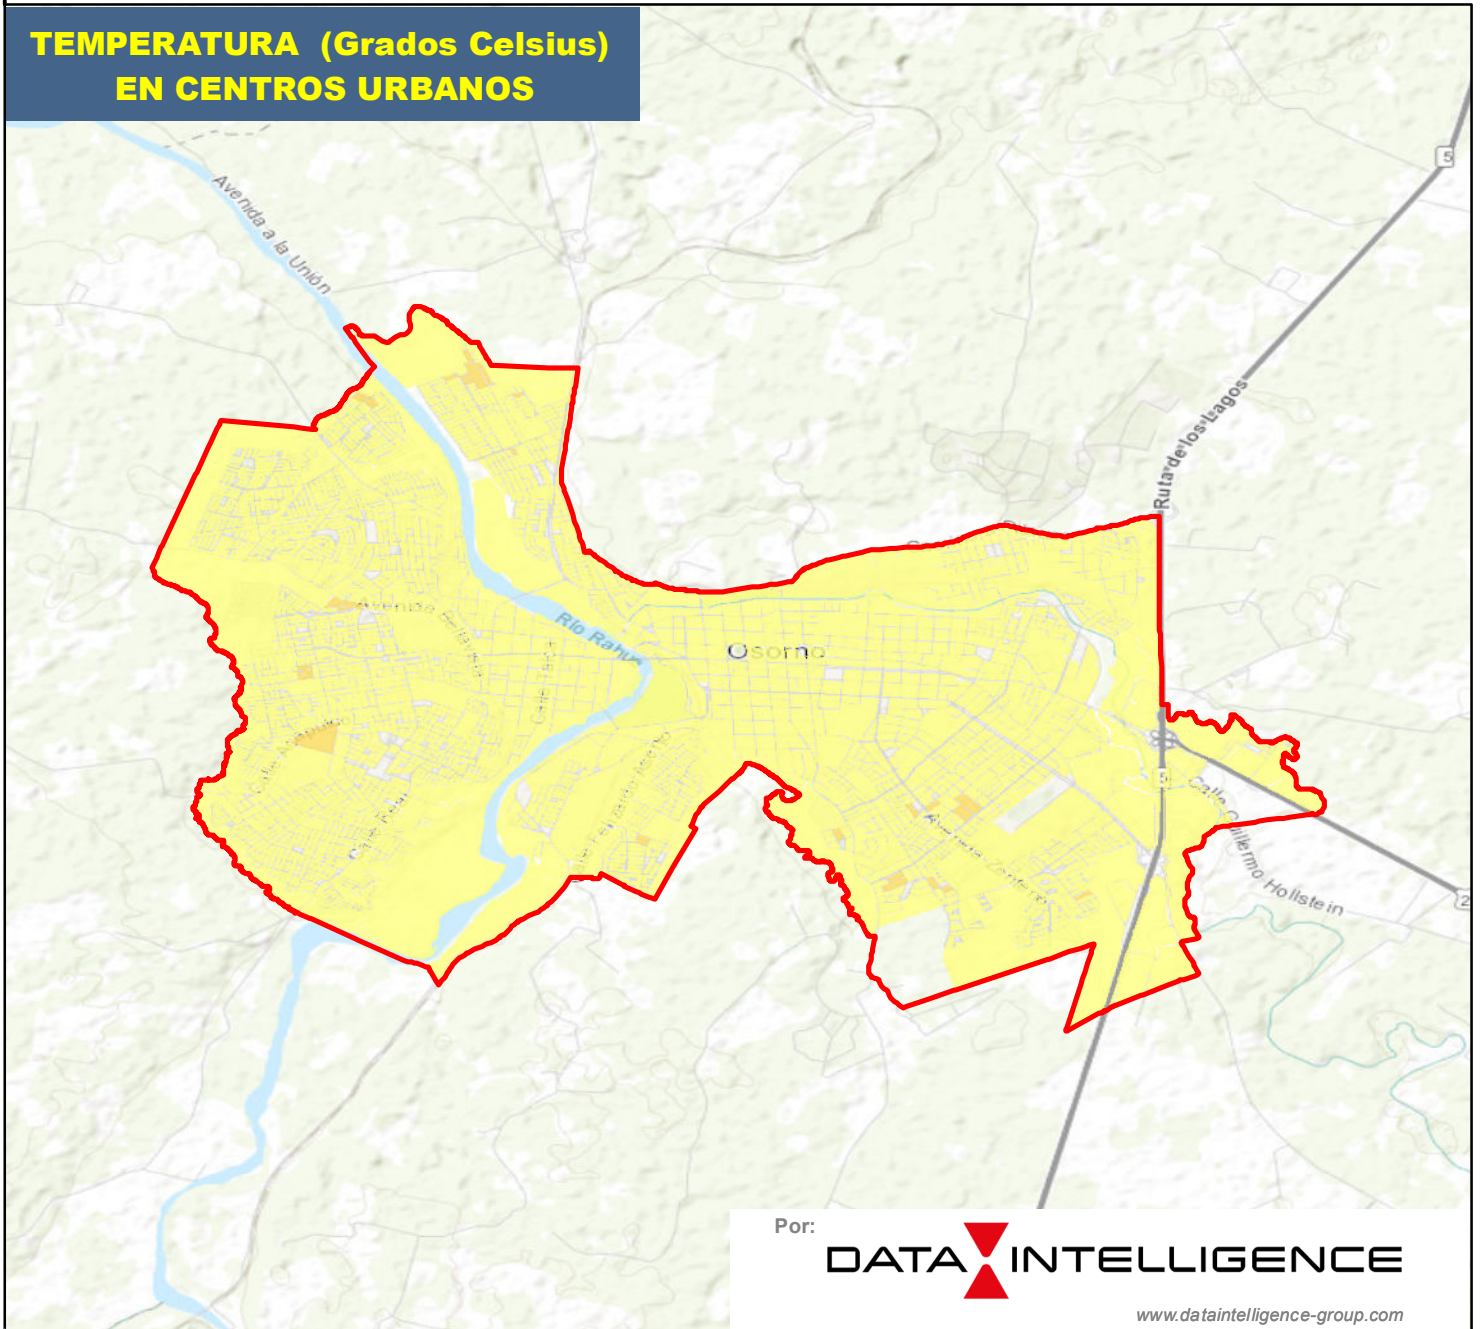 TEMPERATURA (Grados Celsius)
EN CENTROS URBANOS
Avenida a la Unión
5
Ruta de los Lagos
Río Rahue
Osorno
5
Calle Guillermo Hollstein
2
Por:
DATA INTELLIGENCE
www.dataintelligence-group.com